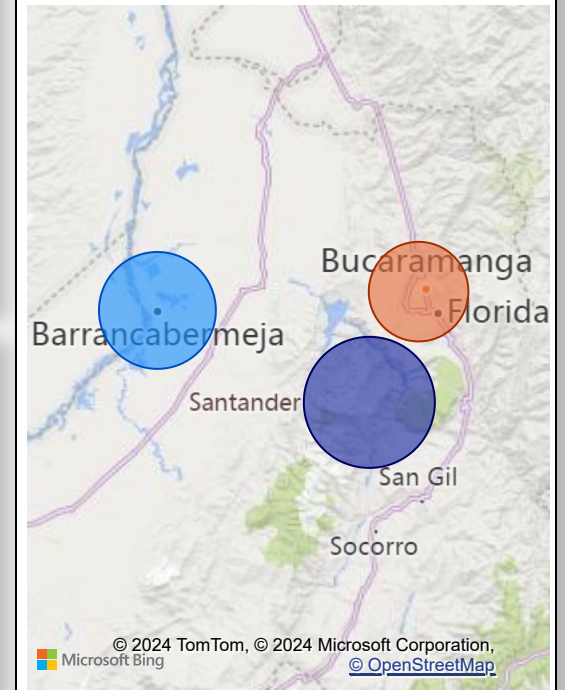 Bucaramanga
Florida
Barrancabermeja
Santander
San Gil
Socorro
© 2024 TomTom, © 2024 Microsoft Corporation,
Microsoft Bing
© OpenStreetMap